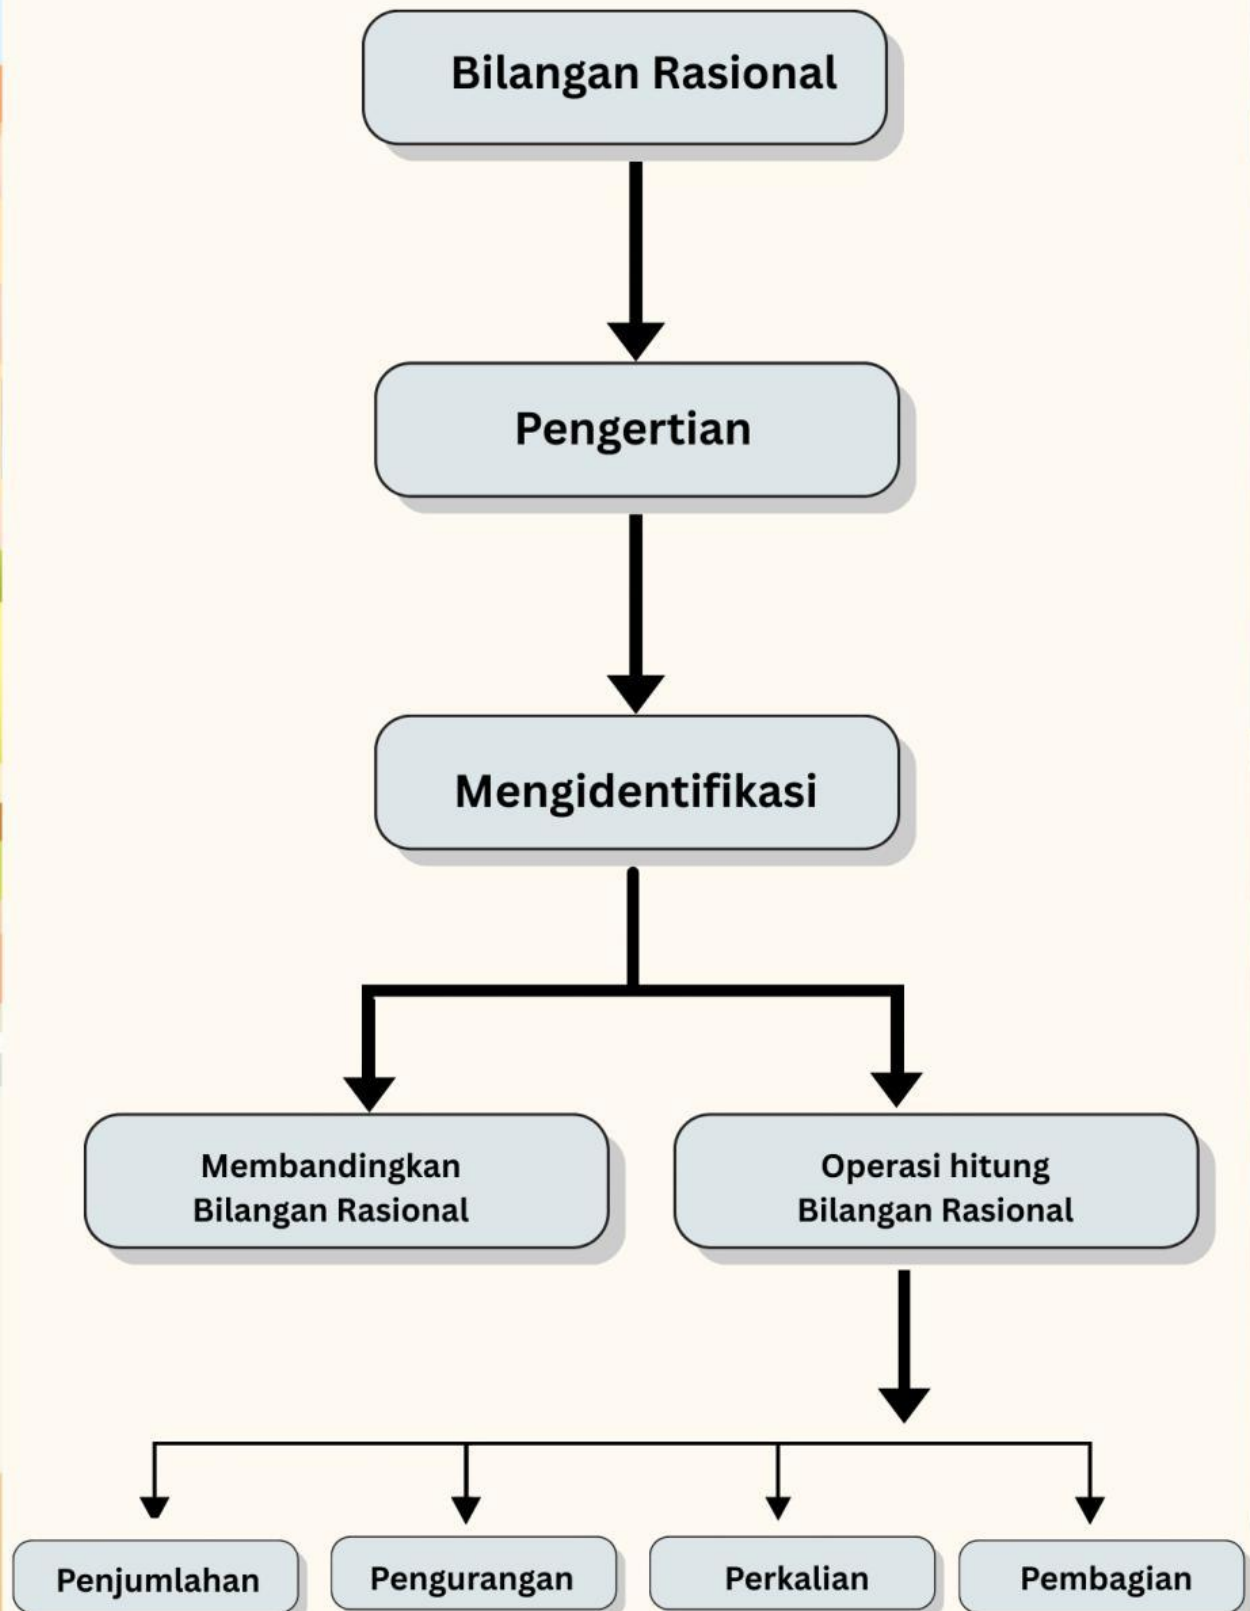 Bilangan Rasional
Pengertian
Mengidentifikasi
Membandingkan
Bilangan Rasional
Operasi hitung
Bilangan Rasional
Penjumlahan
Pengurangan
Perkalian
Pembagian